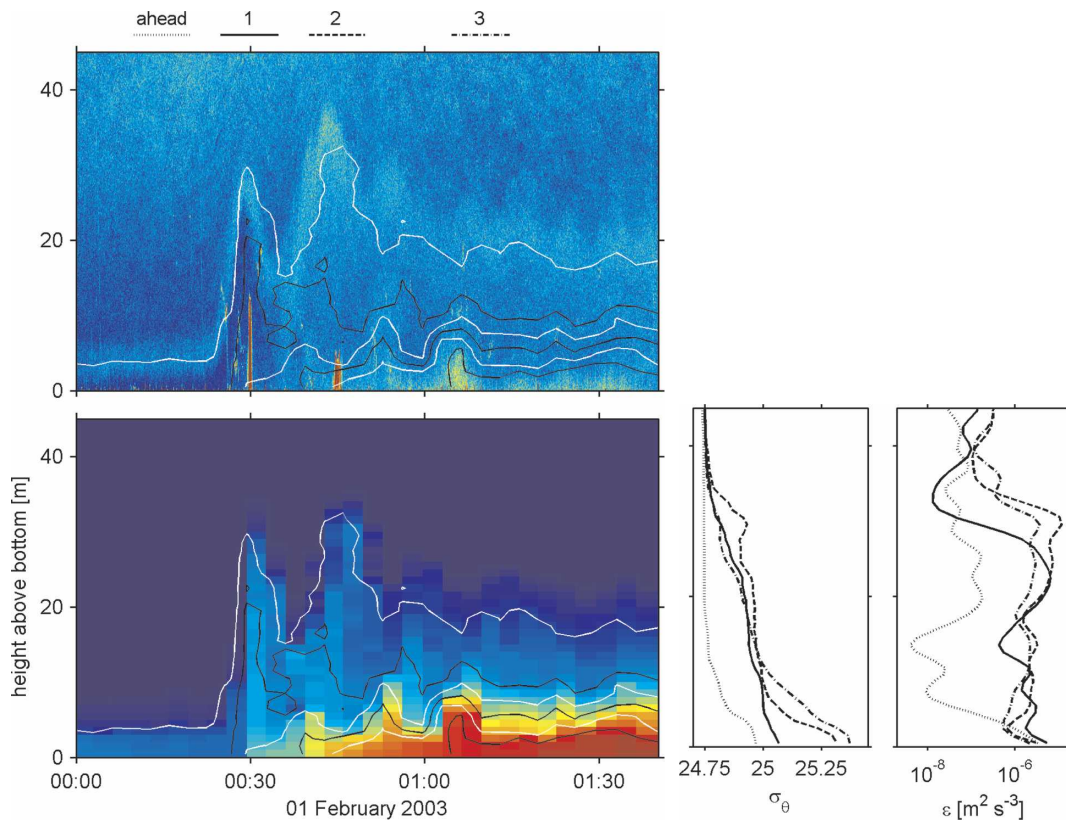 ahead 1 2 3
40
20
0
40
20
0
height above bottom [m]
00:00 00:30 01:00 01:30
01 February 2003
24.75 25 25.25
σθ
10⁻⁸ 10⁻⁶
ε [m² s⁻³]